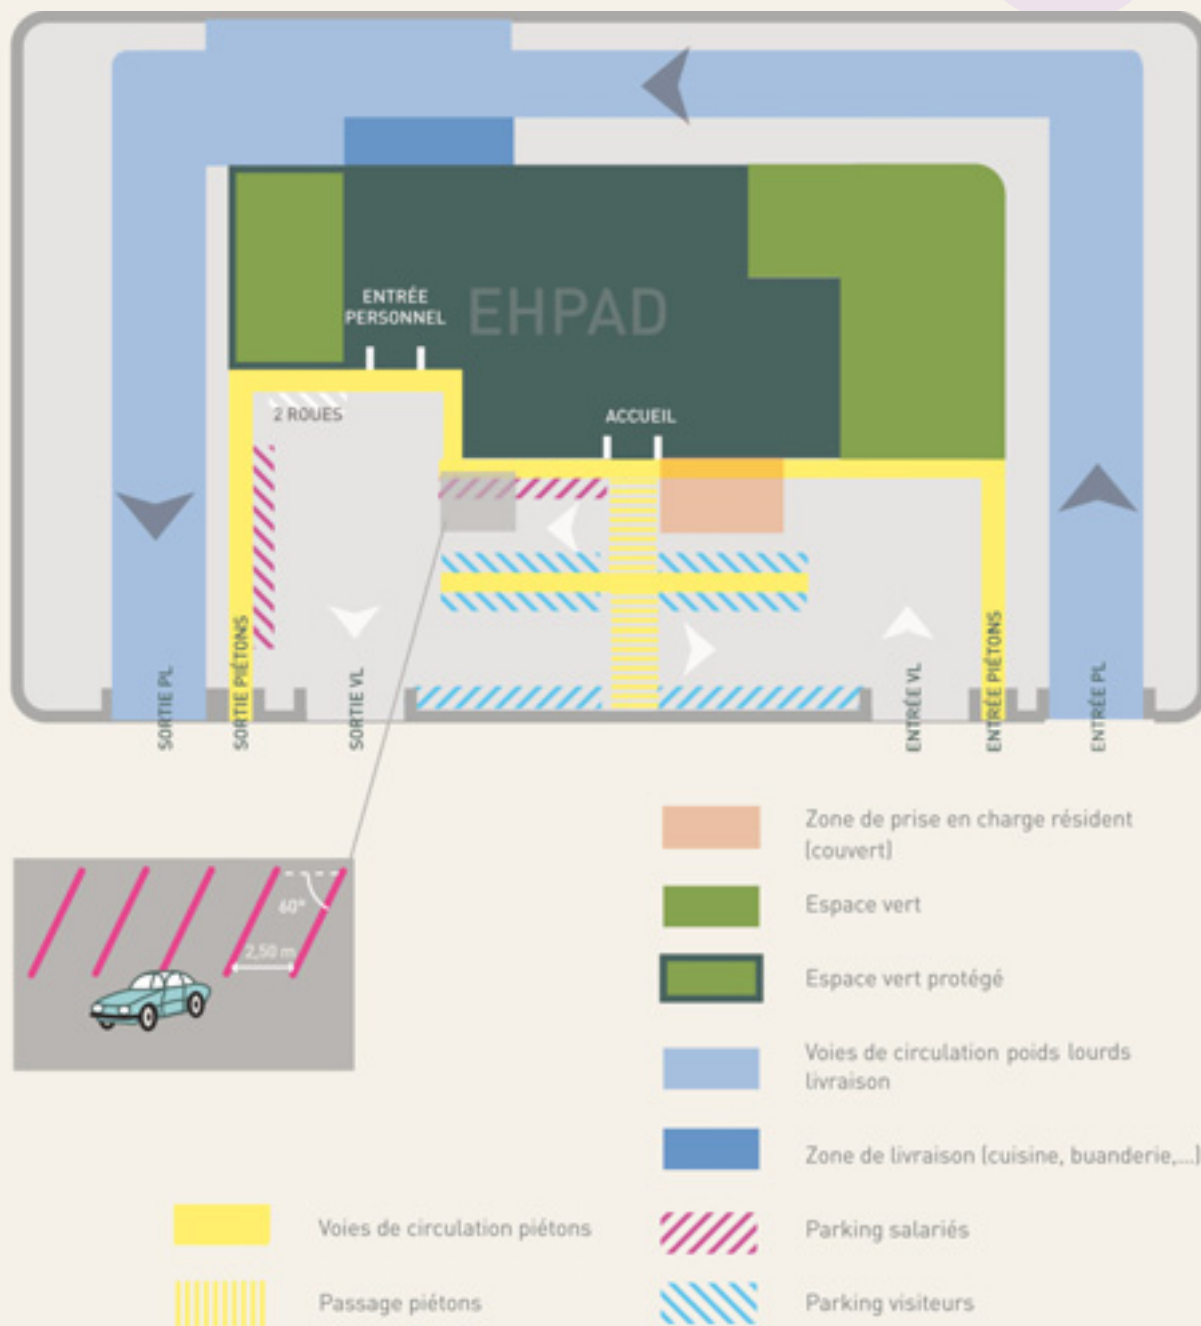 ENTRÉE
PERSONNEL
EHPAD
2 ROUES
ACCUEIL
SORTIE PL
SORTIE PIÉTONS
SORTIE VL
ENTRÉE VL
ENTRÉE PIÉTONS
ENTRÉE PL
60°
2,50 m
Zone de prise en charge résident
(couvert)
Espace vert
Espace vert protégé
Voies de circulation poids lourds
livraison
Zone de livraison (cuisine, buanderie,...)
Voies de circulation piétons
Parking salariés
Passage piétons
Parking visiteurs